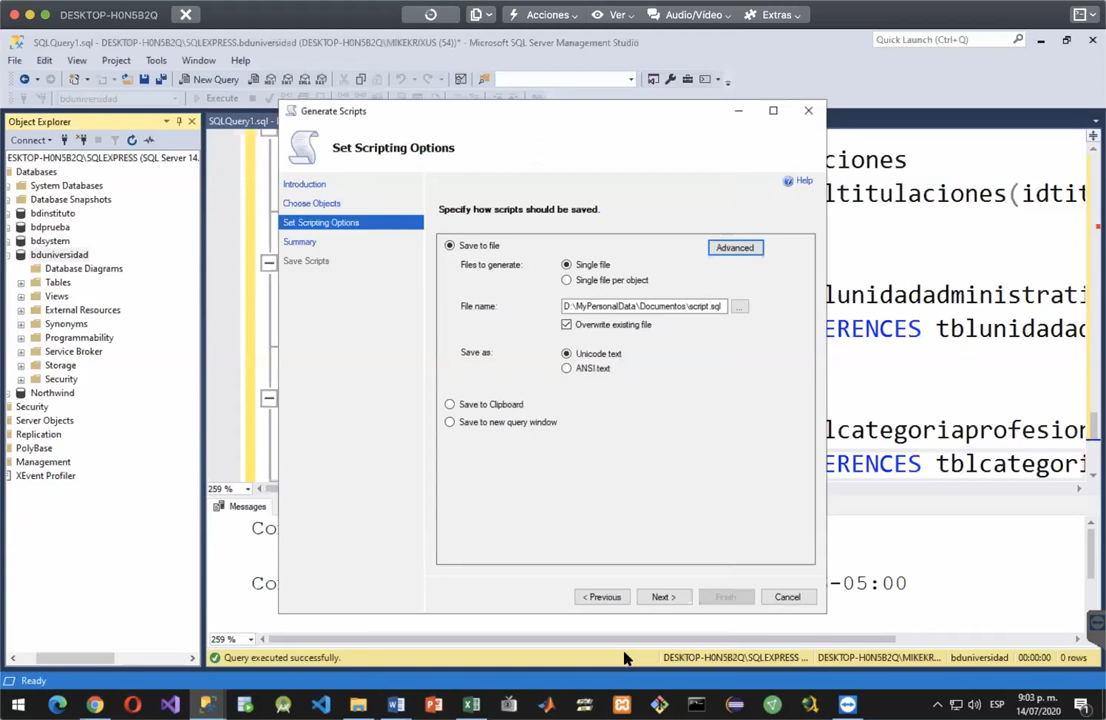 DESKTOP-H0N5B2Q
Acciones
Ver
Audio/Vídeo
Extras
SQLQuery1.sql - DESKTOP-H0N5B2Q\SQLEXPRESS.bduniversidad (DESKTOP-H0N5B2Q\MIKEKRIXUS (54))* - Microsoft SQL Server Management Studio
Quick Launch (Ctrl+Q)
File Edit View Project Tools Window Help
New Query
bduniversidad
Execute
Object Explorer
SQLQuery1.sql -
Connect
ESKTOP-H0N5B2Q\SQLEXPRESS (SQL Server 14.
Databases
System Databases
Database Snapshots
bdinstituto
bdprueba
bdsystem
bduniversidad
Database Diagrams
Tables
Views
External Resources
Synonyms
Programmability
Service Broker
Storage
Security
Northwind
Security
Server Objects
Replication
PolyBase
Management
XEvent Profiler
Generate Scripts
Set Scripting Options
Help
Introduction
Choose Objects
Set Scripting Options
Summary
Save Scripts
Specify how scripts should be saved.
Save to file
Advanced
Files to generate:
Single file
Single file per object
File name:
D:\MyPersonalData\Documentos\script.sql
...
Overwrite existing file
Save as:
Unicode text
ANSI text
Save to Clipboard
Save to new query window
< Previous
Next >
Finish
Cancel
aciones
ltitulaciones(idtit
lunidadadministrati
ERENCES tblunidadad
lcategoriaprofesior
ERENCES tblcategori
259 %
Messages
Co
Co
-05:00
259 %
Query executed successfully.
DESKTOP-H0N5B2Q\SQLEXPRESS ...
DESKTOP-H0N5B2Q\MIKEKR...
bduniversidad
00:00:00
0 rows
Ready
ESP
9:03 p. m.
14/07/2020
1